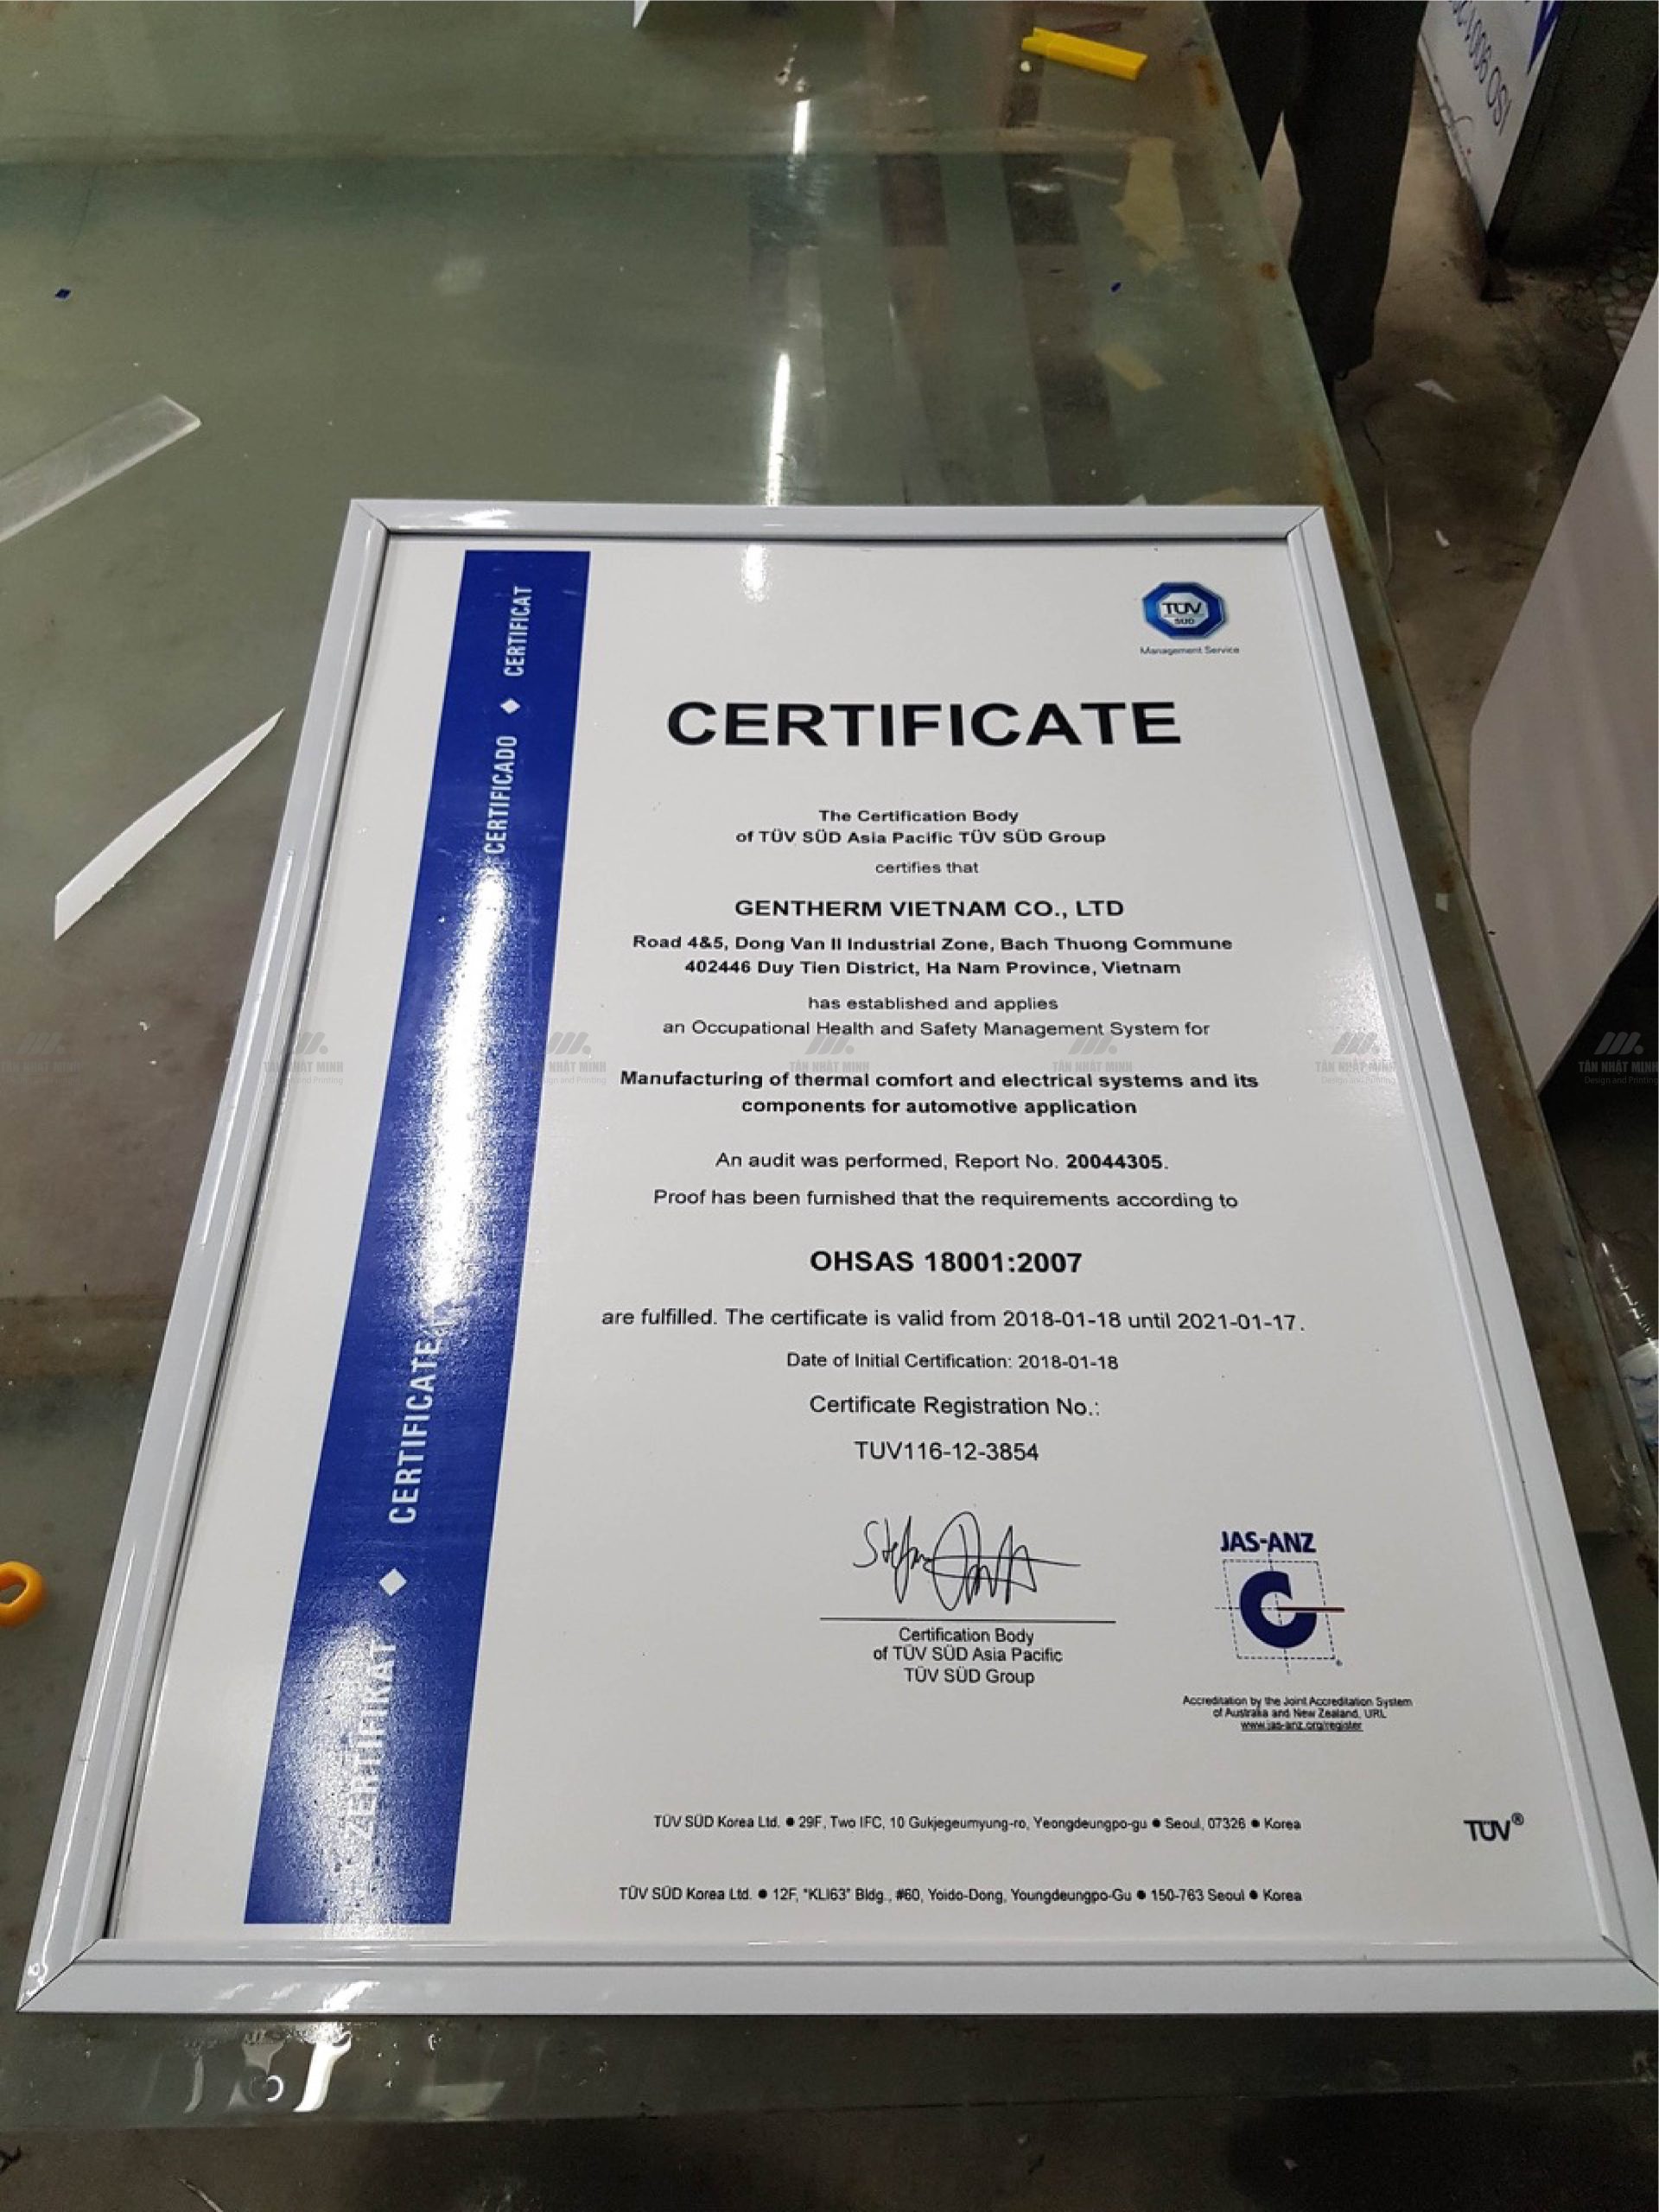 ISO 9001:20
TÜV
SÜD
Management Service
CERTIFICATE
The Certification Body
of TÜV SÜD Asia Pacific TÜV SÜD Group
certifies that
GENTHERM VIETNAM CO., LTD
Road 4&5, Dong Van II Industrial Zone, Bach Thuong Commune
402446 Duy Tien District, Ha Nam Province, Vietnam
has established and applies
an Occupational Health and Safety Management System for
Manufacturing of thermal comfort and electrical systems and its
components for automotive application
An audit was performed, Report No. 20044305.
Proof has been furnished that the requirements according to
OHSAS 18001:2007
are fulfilled. The certificate is valid from 2018-01-18 until 2021-01-17.
Date of Initial Certification: 2018-01-18
Certificate Registration No.:
TUV116-12-3854
Certification Body
of TÜV SÜD Asia Pacific
TÜV SÜD Group
JAS-ANZ
Accreditation by the Joint Accreditation System
of Australia and New Zealand, URL
www.jas-anz.org/register
TÜV SÜD Korea Ltd. ● 29F, Two IFC, 10 Gukjegeumyung-ro, Yeongdeungpo-gu ● Seoul, 07326 ● Korea
TÜV®
TÜV SÜD Korea Ltd. ● 12F, "KLI63" Bldg., #60, Yoido-Dong, Youngdeungpo-Gu ● 150-763 Seoul ● Korea
ZERTIFIKAT ◆ CERTIFICATE
CERTIFICADO ◆ CERTIFICAT
TÂN NHẬT MINH
Design and Printing